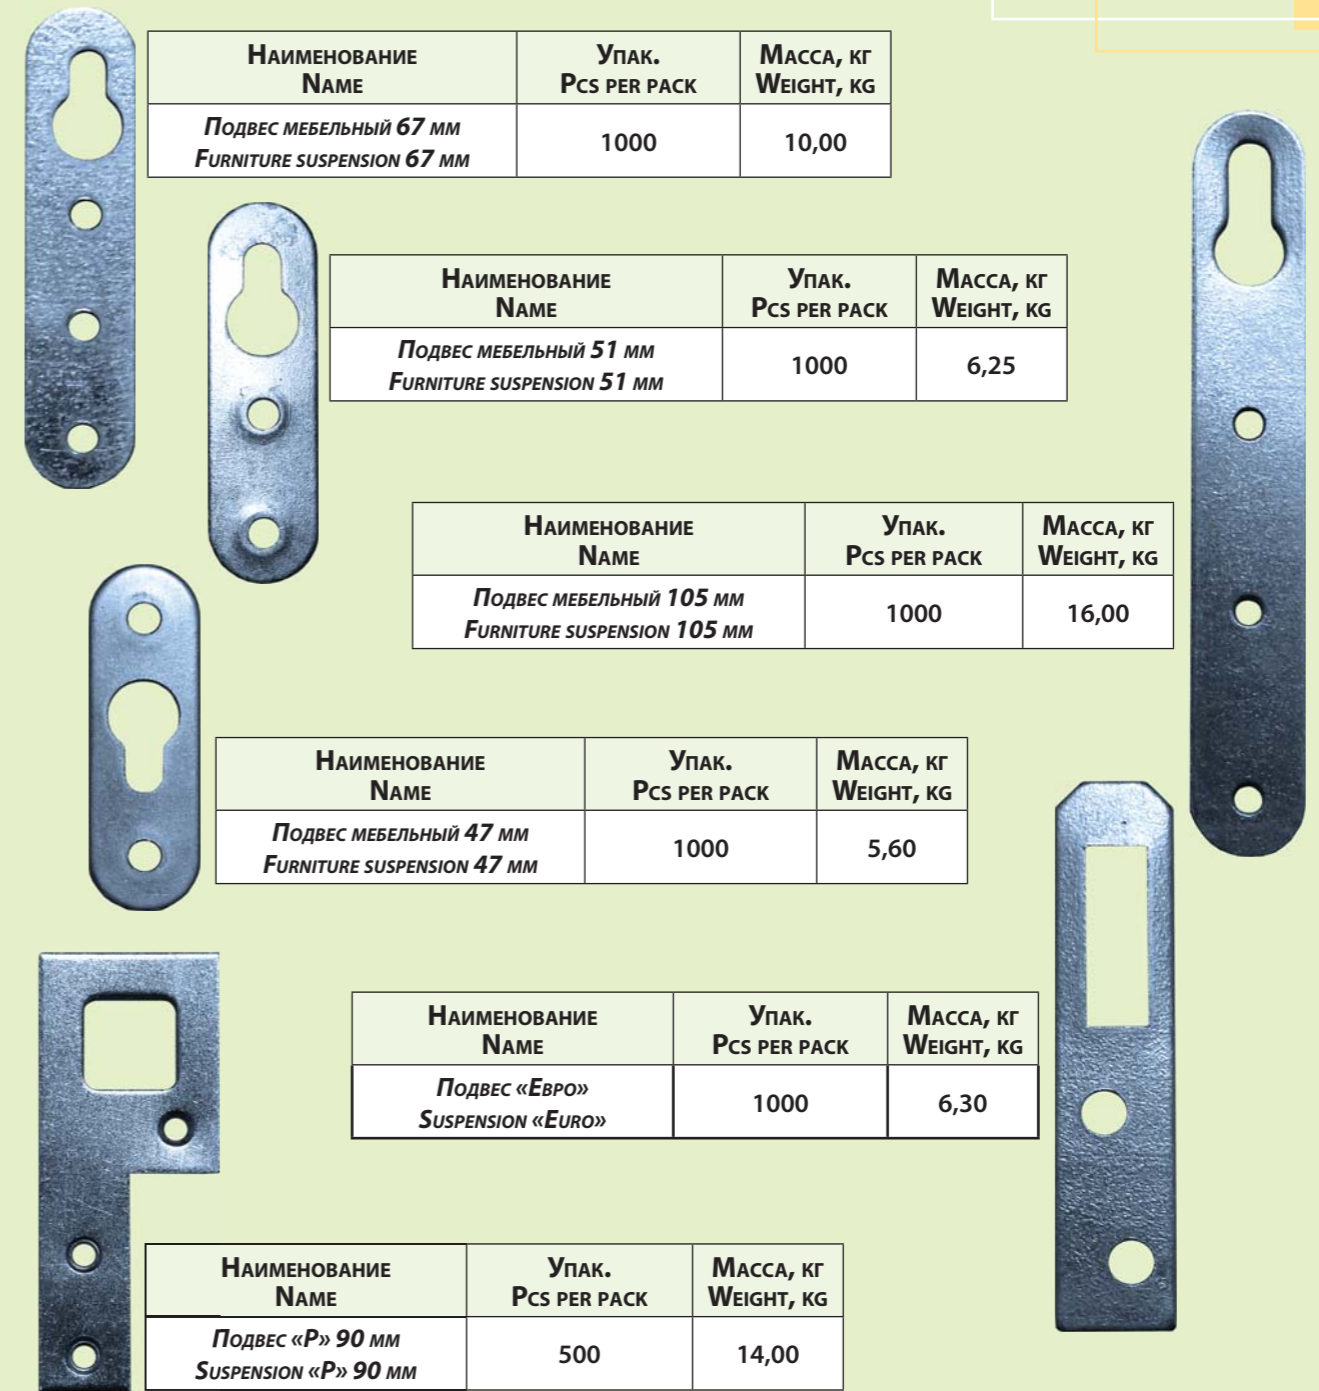 Наименование Упак. Масса, кг
Name Pcs per pack Weight, kg
Подвес мебельный 67 мм
Furniture suspension 67 мм
1000 10,00
Наименование Упак. Масса, кг
Name Pcs per pack Weight, kg
Подвес мебельный 51 мм
Furniture suspension 51 мм
1000 6,25
Наименование Упак. Масса, кг
Name Pcs per pack Weight, kg
Подвес мебельный 105 мм
Furniture suspension 105 мм
1000 16,00
Наименование Упак. Масса, кг
Name Pcs per pack Weight, kg
Подвес мебельный 47 мм
Furniture suspension 47 мм
1000 5,60
Наименование Упак. Масса, кг
Name Pcs per pack Weight, kg
Подвес «Евро»
Suspension «Euro»
1000 6,30
Наименование Упак. Масса, кг
Name Pcs per pack Weight, kg
Подвес «Р» 90 мм
Suspension «P» 90 мм
500 14,00